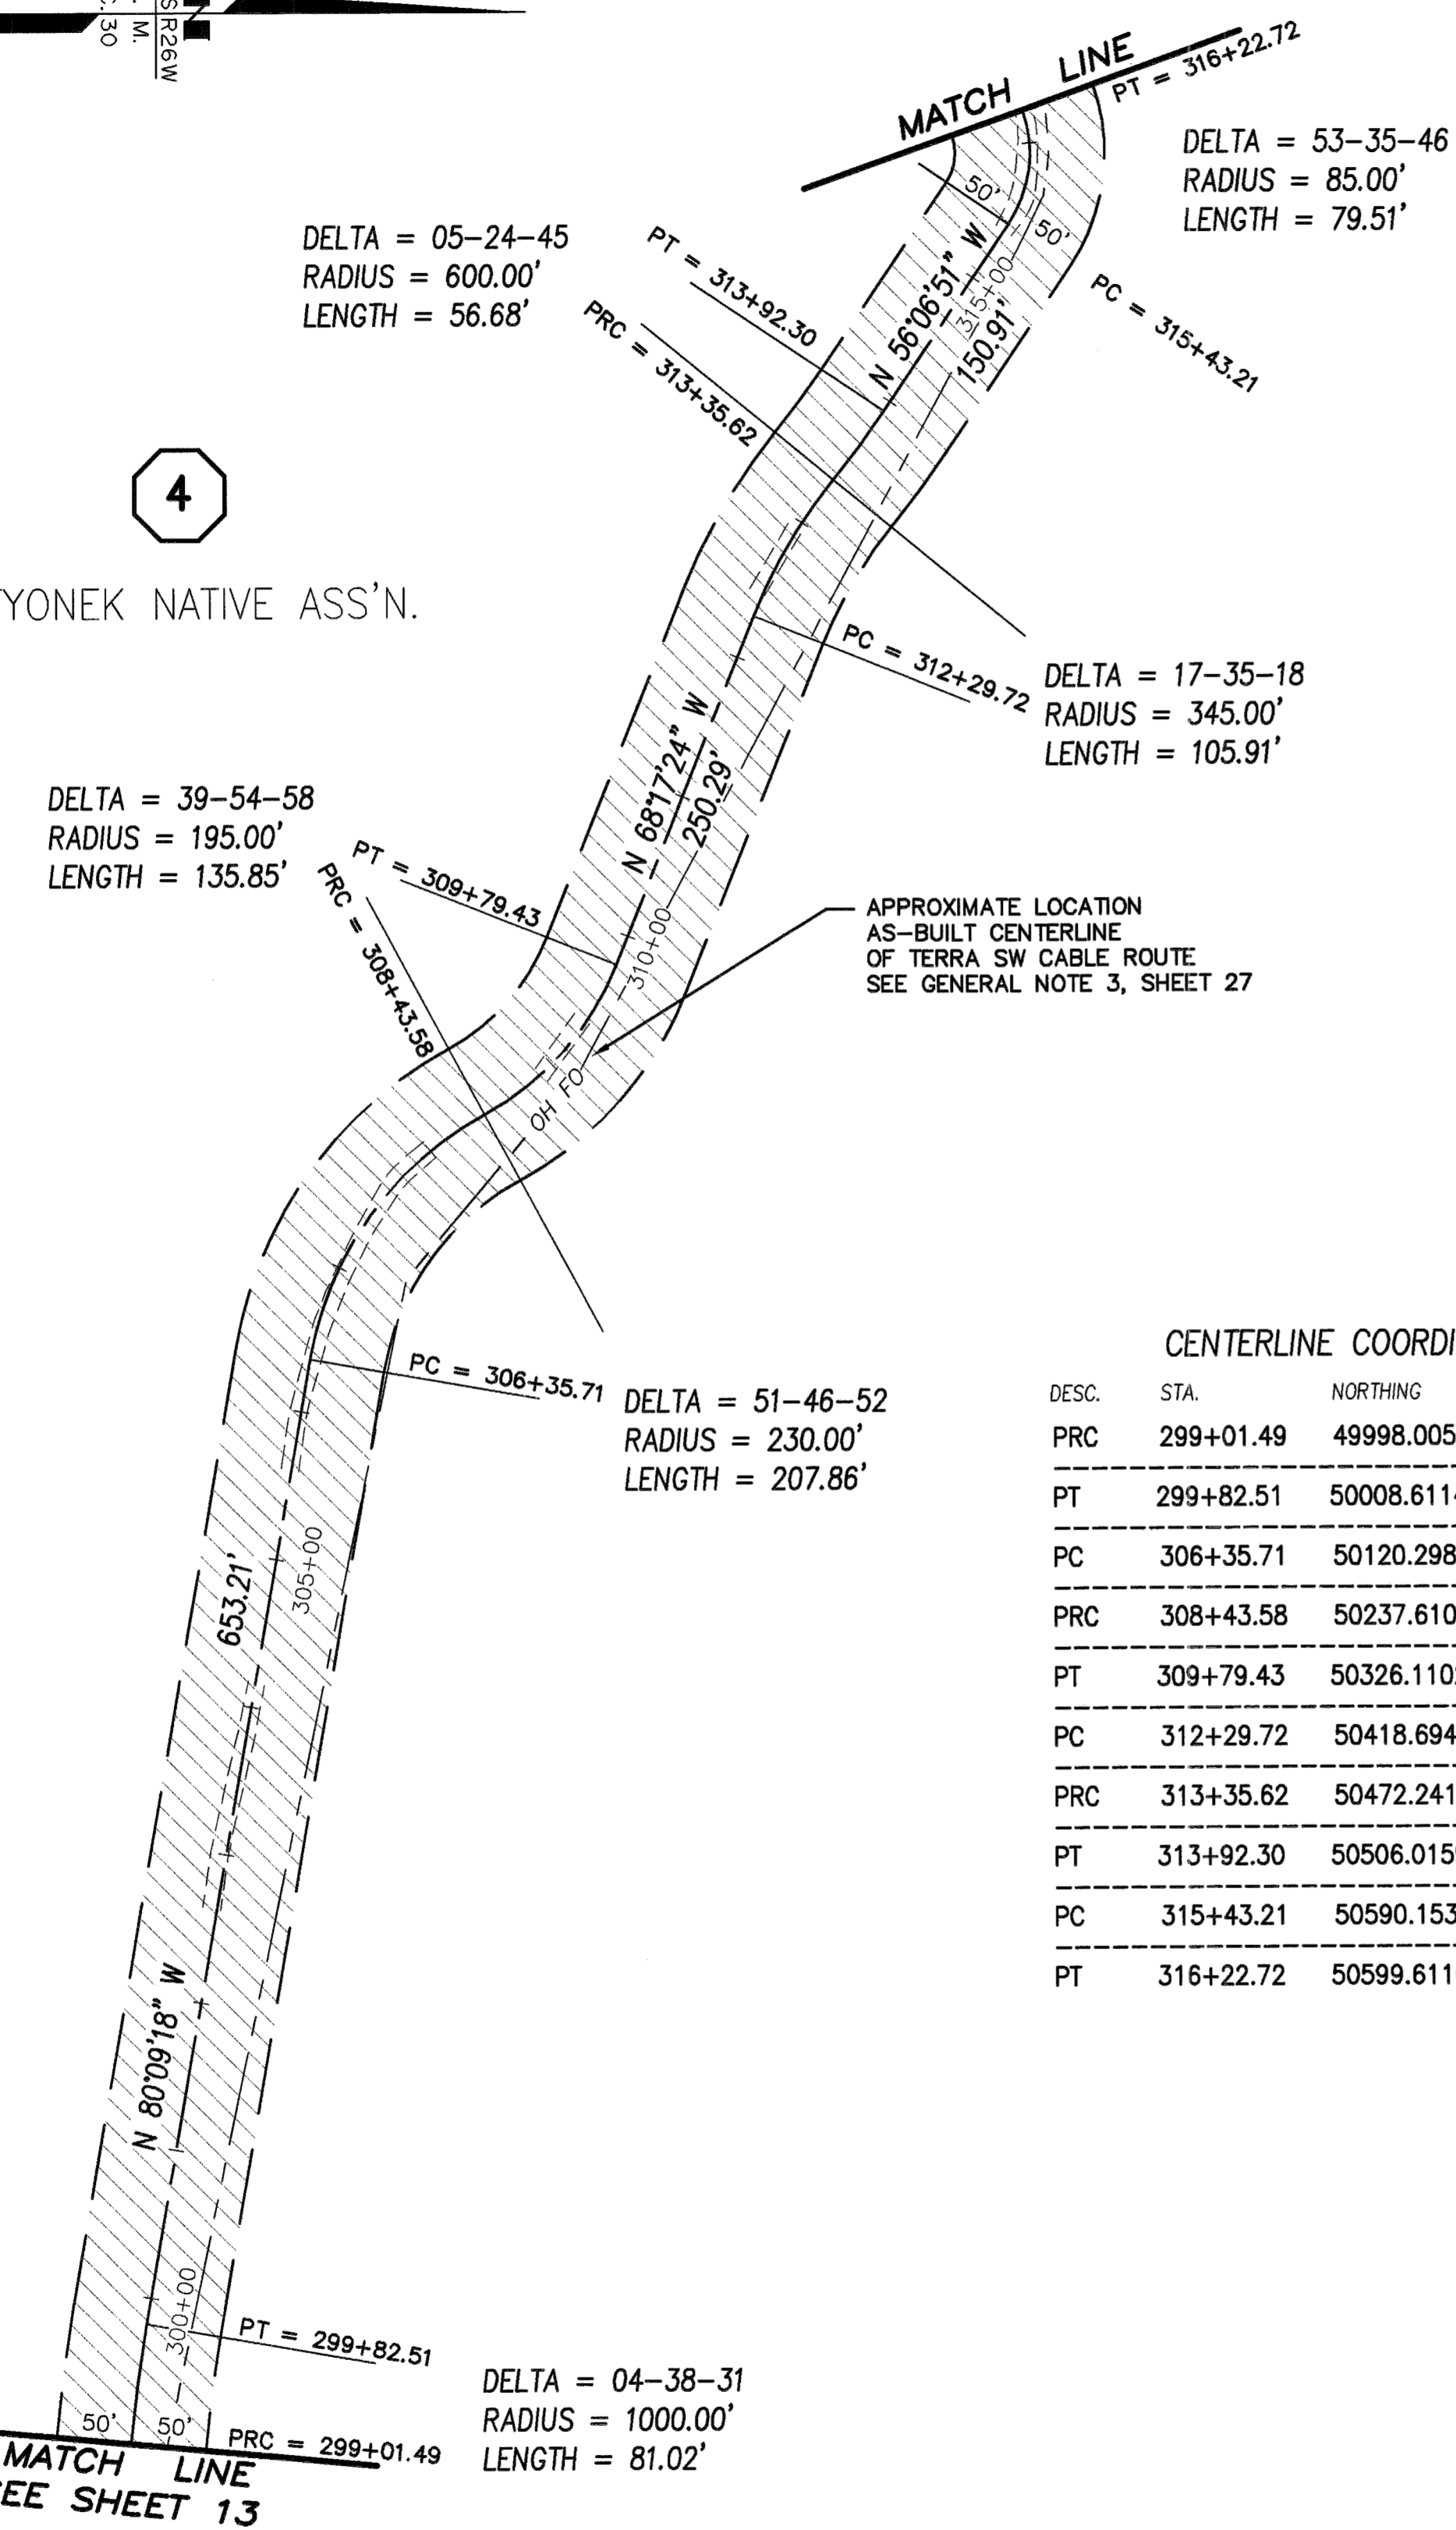 SR26W
M.
.30
MATCH LINE
PT = 316+22.72
DELTA = 53-35-46
RADIUS = 85.00'
LENGTH = 79.51'
50'
50'
DELTA = 05-24-45
RADIUS = 600.00'
LENGTH = 56.68'
PT = 313+92.30
PRC = 313+35.62
N 56°06'51" W
315+00
150.91'
PC = 315+43.21
4
YONEK NATIVE ASS'N.
PC = 312+29.72
DELTA = 17-35-18
RADIUS = 345.00'
LENGTH = 105.91'
N 68°17'24" W
250.29'
DELTA = 39-54-58
RADIUS = 195.00'
LENGTH = 135.85'
PT = 309+79.43
PRC = 308+43.58
310+00
APPROXIMATE LOCATION
AS-BUILT CENTERLINE
OF TERRA SW CABLE ROUTE
SEE GENERAL NOTE 3, SHEET 27
OH FO
PC = 306+35.71
DELTA = 51-46-52
RADIUS = 230.00'
LENGTH = 207.86'
305+00
653.21'
N 80°09'18" W
CENTERLINE COORDI
DESC. STA. NORTHING
PRC 299+01.49 49998.005
PT 299+82.51 50008.611
PC 306+35.71 50120.298
PRC 308+43.58 50237.610
PT 309+79.43 50326.110
PC 312+29.72 50418.694
PRC 313+35.62 50472.241
PT 313+92.30 50506.015
PC 315+43.21 50590.153
PT 316+22.72 50599.611
300+00
PT = 299+82.51
DELTA = 04-38-31
RADIUS = 1000.00'
LENGTH = 81.02'
50' 50'
PRC = 299+01.49
MATCH LINE
EE SHEET 13